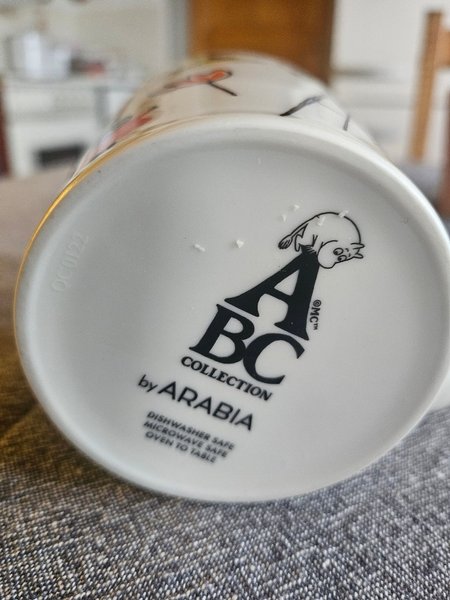 A
©MC™
BC
COLLECTION
by ARABIA
DISHWASHER SAFE
MICROWAVE SAFE
OVEN TO TABLE